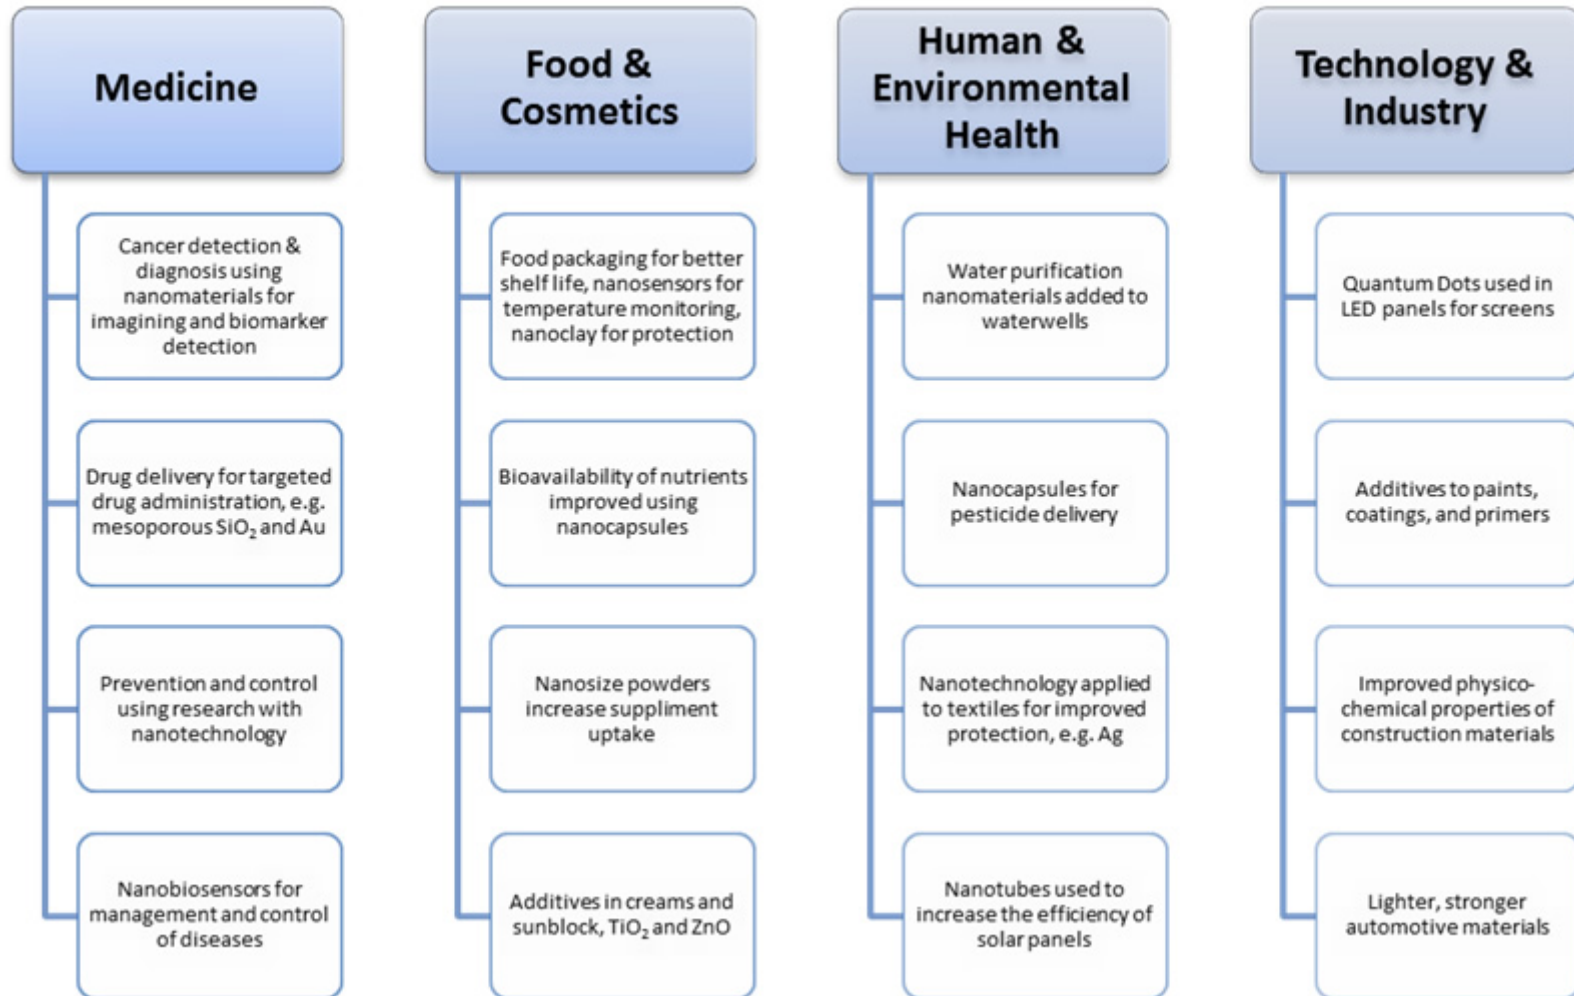 Medicine
Cancer detection &
diagnosis using
nanomaterials for
imagining and biomarker
detection
Drug delivery for targeted
drug administration, e.g.
mesoporous SiO₂ and Au
Prevention and control
using research with
nanotechnology
Nanobiosensors for
management and control
of diseases
Food &
Cosmetics
Food packaging for better
shelf life, nanosensors for
temperature monitoring,
nanoclay for protection
Bioavailability of nutrients
improved using
nanocapsules
Nanosize powders
increase suppliment
uptake
Additives in creams and
sunblock, TiO₂ and ZnO
Human &
Environmental
Health
Water purification
nanomaterials added to
waterwells
Nanocapsules for
pesticide delivery
Nanotechnology applied
to textiles for improved
protection, e.g. Ag
Nanotubes used to
increase the efficiency of
solar panels
Technology &
Industry
Quantum Dots used in
LED panels for screens
Additives to paints,
coatings, and primers
Improved physico-
chemical properties of
construction materials
Lighter, stronger
automotive materials